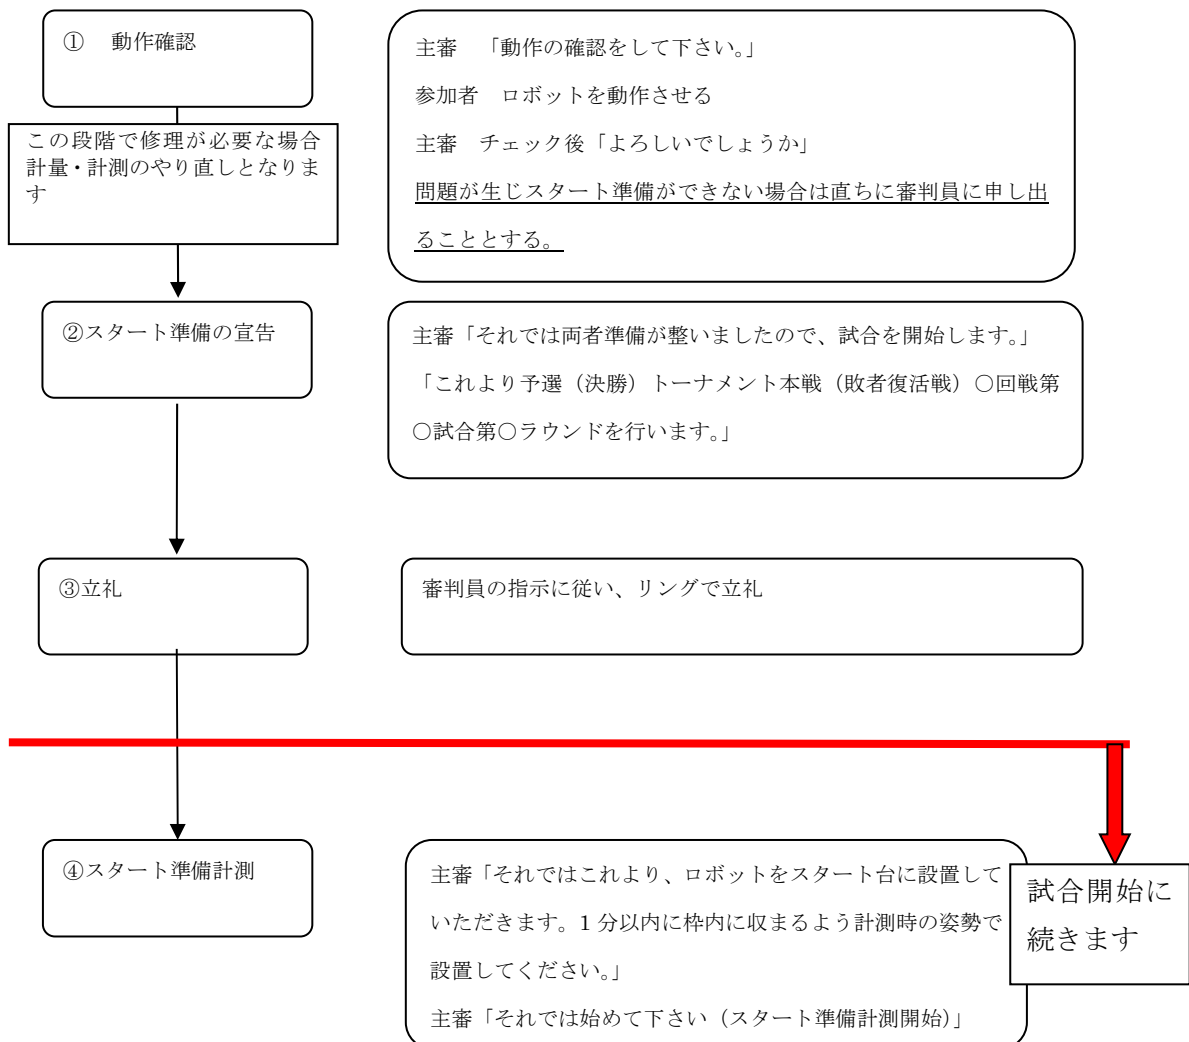 ① 動作確認
主審 「動作の確認をして下さい。」
参加者 ロボットを動作させる
主審 チェック後「よろしいでしょうか」
問題が生じスタート準備ができない場合は直ちに審判員に申し出
ることとする。
この段階で修理が必要な場合
計量・計測のやり直しとなりま
す
②スタート準備の宣告
主審「それでは両者準備が整いましたので、試合を開始します。」
「これより予選（決勝）トーナメント本戦（敗者復活戦）〇回戦第
〇試合第〇ラウンドを行います。」
③立礼
審判員の指示に従い、リングで立礼
④スタート準備計測
主審「それではこれより、ロボットをスタート台に設置して
いただきます。1 分以内に枠内に収まるよう計測時の姿勢で
設置してください。」
主審「それでは始めて下さい（スタート準備計測開始）」
試合開始に
続きます